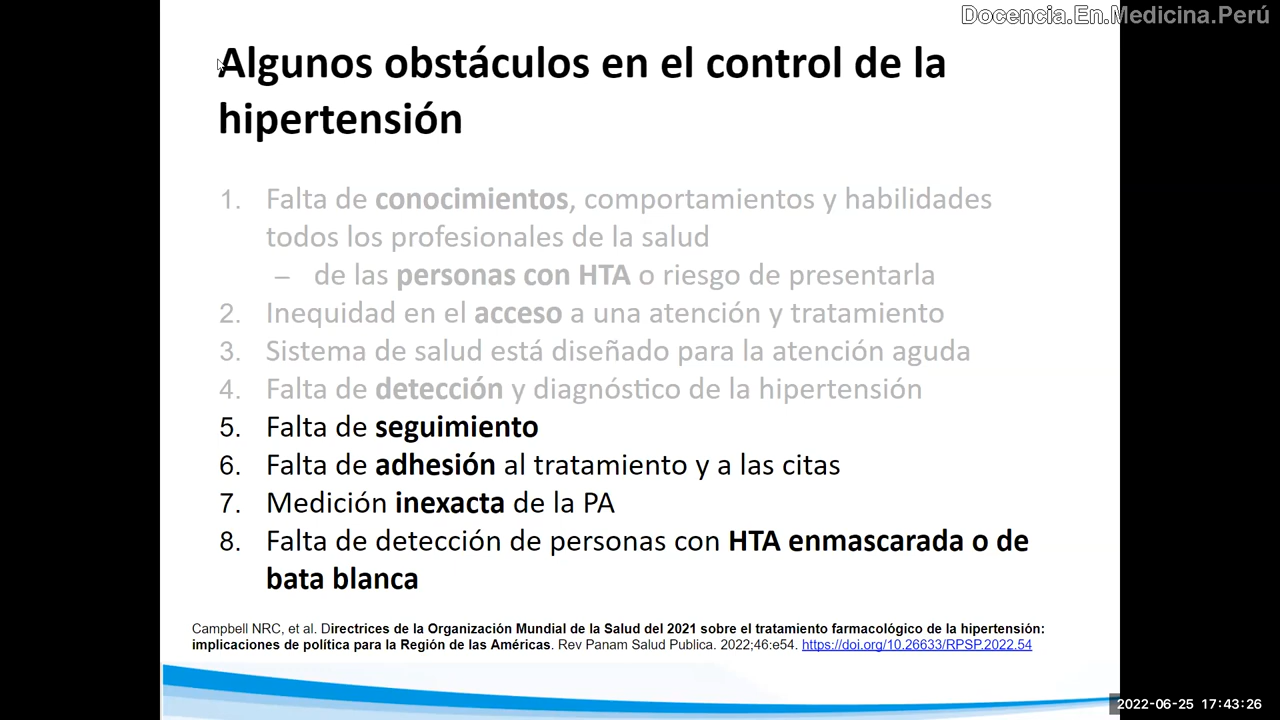 Docencia.En.Medicina.Perú
Algunos obstáculos en el control de la
hipertensión
1. Falta de conocimientos, comportamientos y habilidades
todos los profesionales de la salud
– de las personas con HTA o riesgo de presentarla
2. Inequidad en el acceso a una atención y tratamiento
3. Sistema de salud está diseñado para la atención aguda
4. Falta de detección y diagnóstico de la hipertensión
5. Falta de seguimiento
6. Falta de adhesión al tratamiento y a las citas
7. Medición inexacta de la PA
8. Falta de detección de personas con HTA enmascarada o de
bata blanca
Campbell NRC, et al. Directrices de la Organización Mundial de la Salud del 2021 sobre el tratamiento farmacológico de la hipertensión:
implicaciones de política para la Región de las Américas. Rev Panam Salud Publica. 2022;46:e54. https://doi.org/10.26633/RPSP.2022.54
2022-06-25 17:43:26